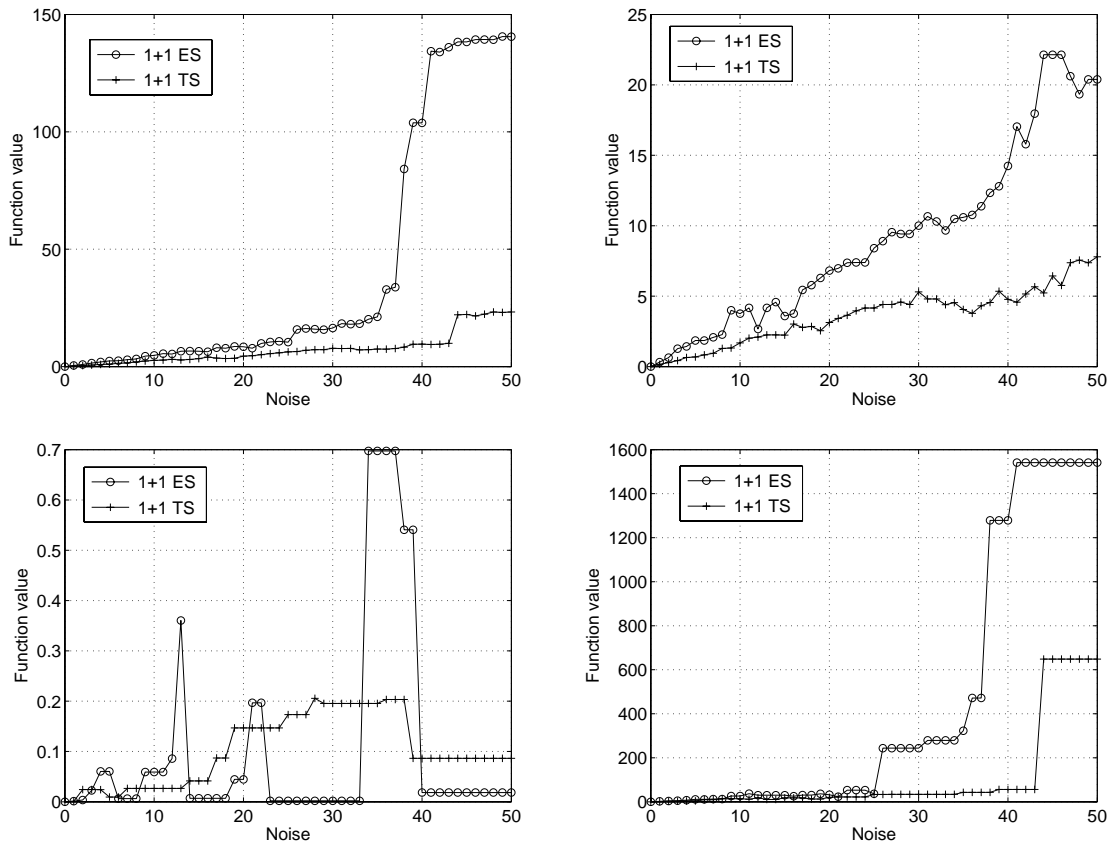 150
100
50
0
Function value
1+1 ES
1+1 TS
0 10 20 30 40 50
Noise
25
20
15
10
5
0
Function value
1+1 ES
1+1 TS
0 10 20 30 40 50
Noise
0.7
0.6
0.5
0.4
0.3
0.2
0.1
0
Function value
1+1 ES
1+1 TS
0 10 20 30 40 50
Noise
1600
1400
1200
1000
800
600
400
200
0
Function value
1+1 ES
1+1 TS
0 10 20 30 40 50
Noise